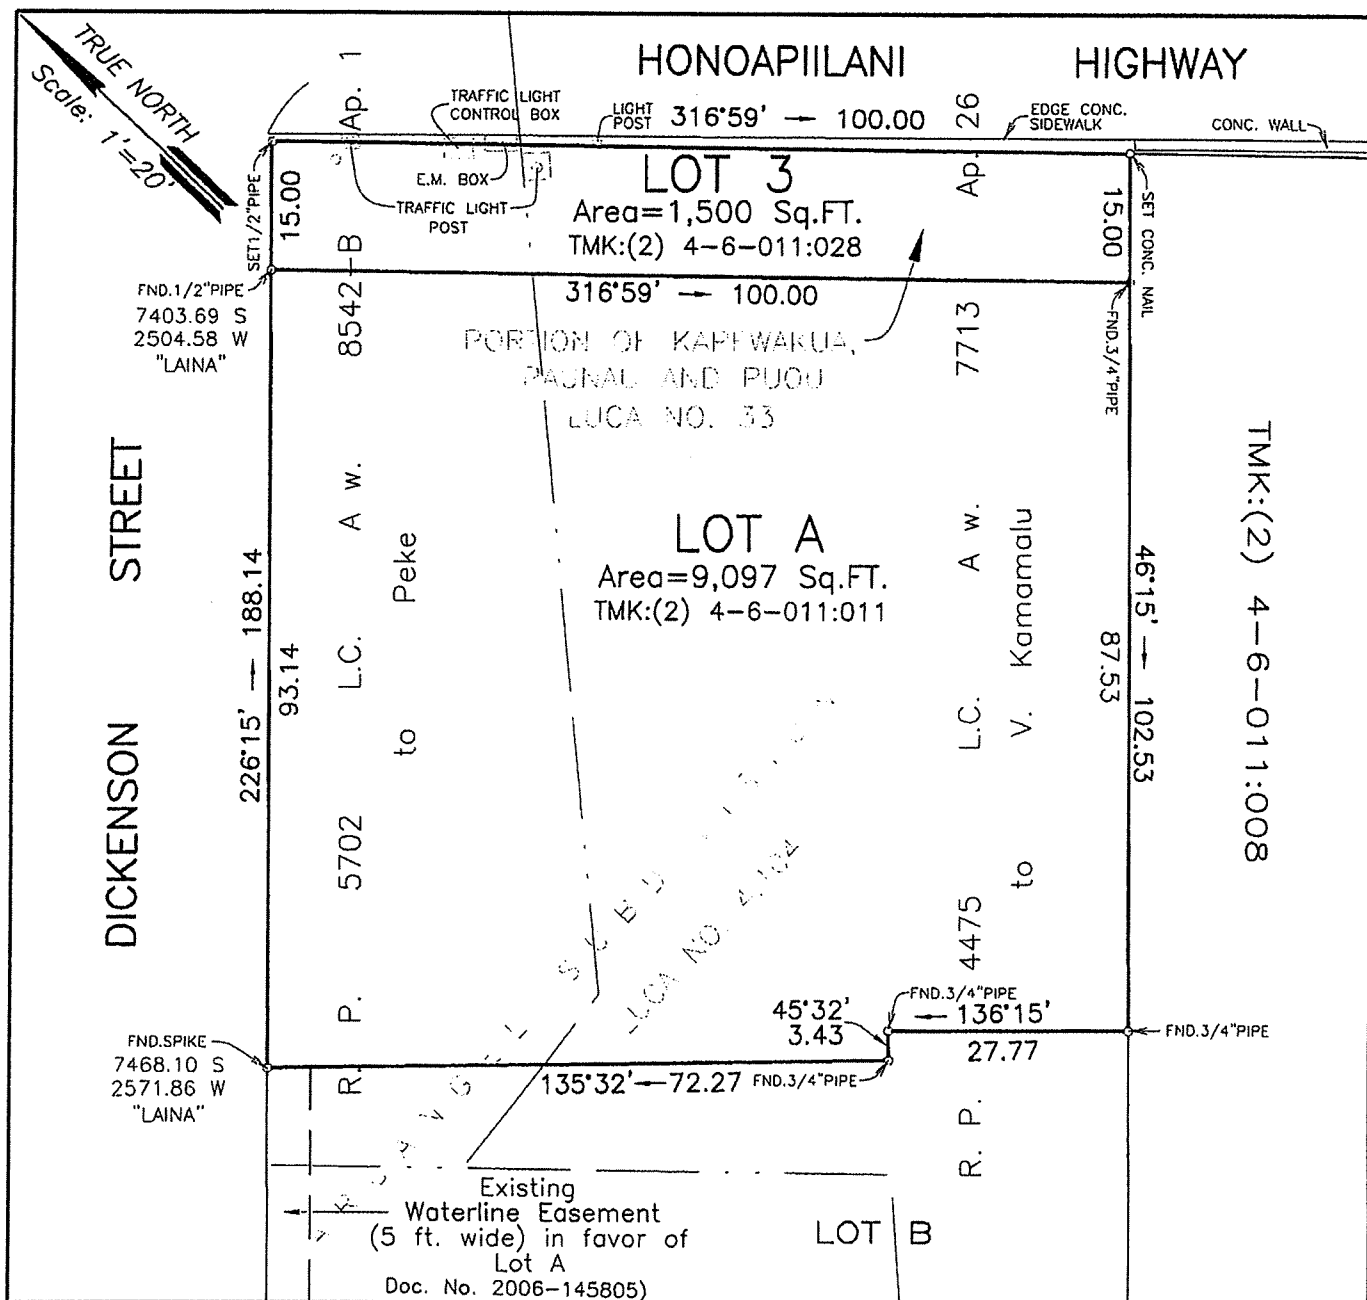 TRUE NORTH
Scale: 1'=20'
HONOAPIILANI HIGHWAY
TRAFFIC LIGHT
CONTROL BOX
LIGHT
POST
316°59' → 100.00
EDGE CONC.
SIDEWALK
CONC. WALL
E.M. BOX
TRAFFIC LIGHT
POST
LOT 3
Area=1,500 Sq.FT.
TMK:(2) 4-6-011:028
SET1/2"PIPE
15.00
15.00
SET CONC. NAIL
FND.1/2"PIPE
7403.69 S
2504.58 W
"LAINA"
316°59' → 100.00
FND.3/4"PIPE
PORTION OF
PAUNAU AND PUOU
LUCA NO. 33
LOT A
Area=9,097 Sq.FT.
TMK:(2) 4-6-011:011
DICKENSON STREET
226°15' → 188.14
93.14
R. P. 5702 L.C. A w. 8542-B Ap. 1
to Peke
R. P. 4475 L.C. A w. 7713 Ap. 26
to V. Kamamalu
87.53
46°15' → 102.53
TMK:(2) 4-6-011:008
FND.SPIKE
7468.10 S
2571.86 W
"LAINA"
45°32'
3.43
FND.3/4"PIPE
← 136°15'
27.77
FND.3/4"PIPE
135°32' ← 72.27
FND.3/4"PIPE
Existing
Waterline Easement
(5 ft. wide) in favor of
Lot A
Doc. No. 2006-145805)
LOT B